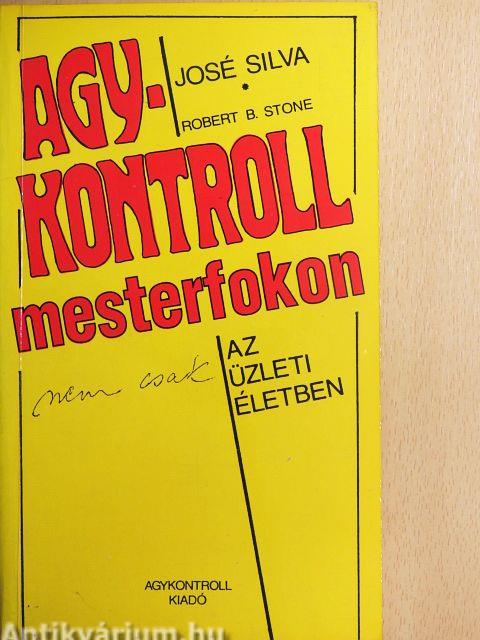 JOSÉ SILVA
ROBERT B. STONE
AGY-
KONTROLL
mesterfokon
nem csak
AZ
ÜZLETI
ÉLETBEN
AGYKONTROLL
KIADÓ
Antikvárium.hu